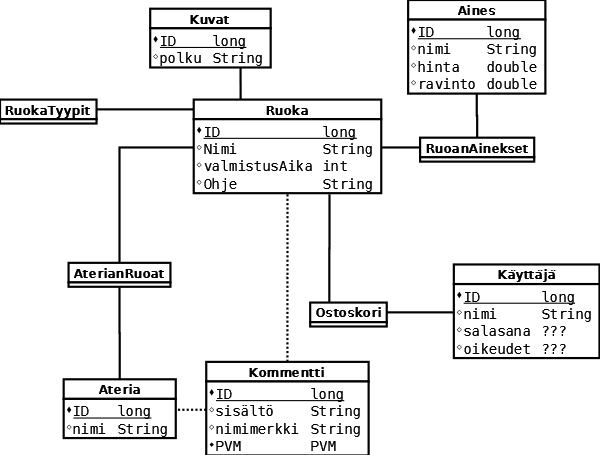 Kuvat
ID long
polku String
Aines
ID long
nimi String
hinta double
ravinto double
RuokaTyypit
Ruoka
ID long
Nimi String
valmistusAika int
Ohje String
RuoanAinekset
AterianRuoat
Käyttäjä
ID long
nimi String
salasana ???
oikeudet ???
Ostoskori
Kommentti
ID long
sisältö String
nimimerkki String
PVM PVM
Ateria
ID long
nimi String